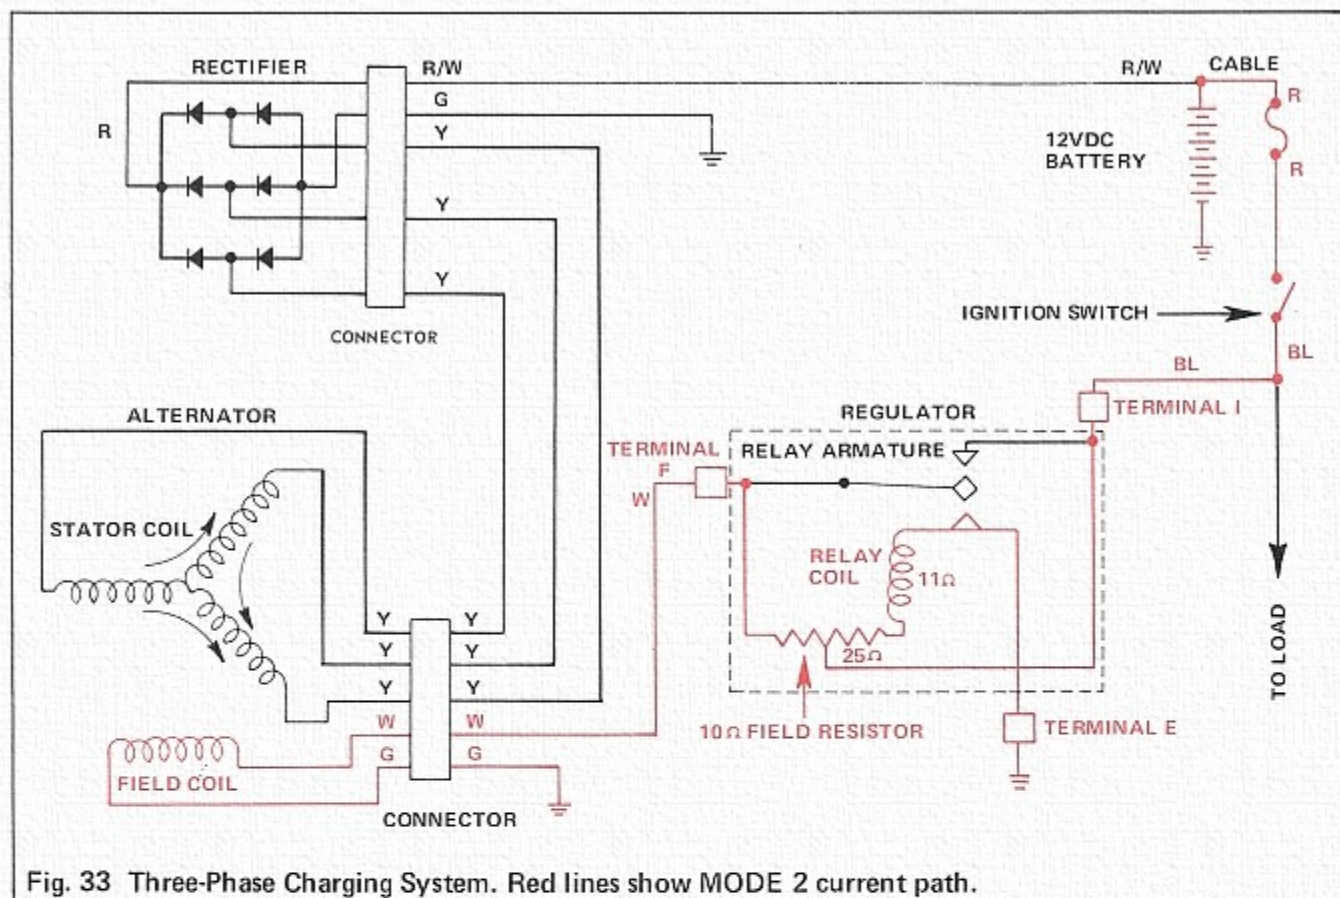 RECTIFIER
R/W
R/W
CABLE
G
R
Y
R
12VDC
BATTERY
R
Y
Y
CONNECTOR
IGNITION SWITCH
BL
BL
ALTERNATOR
REGULATOR
TERMINAL I
TERMINAL
F
W
RELAY ARMATURE
STATOR COIL
RELAY
COIL
11Ω
Y
Y
Y
Y
25Ω
TO LOAD
Y
Y
W
W
10Ω FIELD RESISTOR
TERMINAL E
G
G
FIELD COIL
CONNECTOR
Fig. 33 Three-Phase Charging System. Red lines show MODE 2 current path.